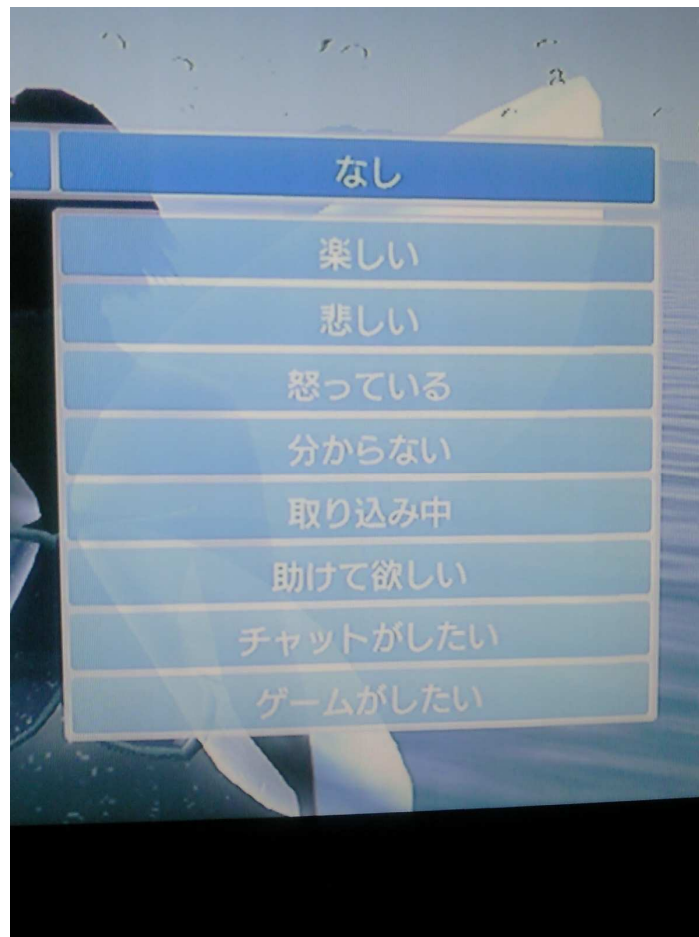 なし
楽しい
悲しい
怒っている
分からない
取り込み中
助けて欲しい
チャットがしたい
ゲームがしたい